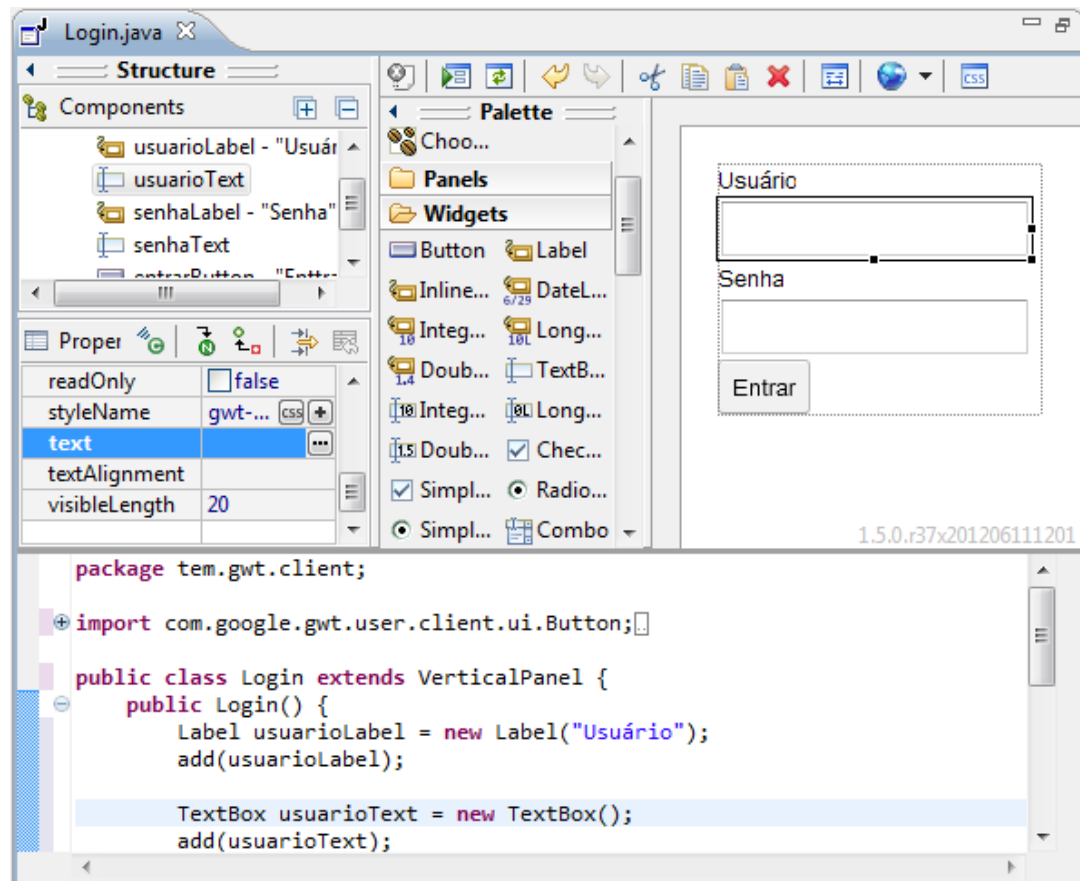 Login.java
Structure
Components
usuarioLabel - "Usuár
usuarioText
senhaLabel - "Senha"
senhaText
entrarButton - "Enttra
Proper
readOnly false
styleName gwt-... css
text ...
textAlignment
visibleLength 20
css
Palette
Choo...
Panels
Widgets
Button Label
Inline... DateL...
Integ... Long...
Doub... TextB...
Integ... Long...
Doub... Chec...
Simpl... Radio...
Simpl... Combo
Usuário
Senha
Entrar
1.5.0.r37x201206111201
package tem.gwt.client;
import com.google.gwt.user.client.ui.Button;
public class Login extends VerticalPanel {
public Login() {
Label usuarioLabel = new Label("Usuário");
add(usuarioLabel);
TextBox usuarioText = new TextBox();
add(usuarioText);